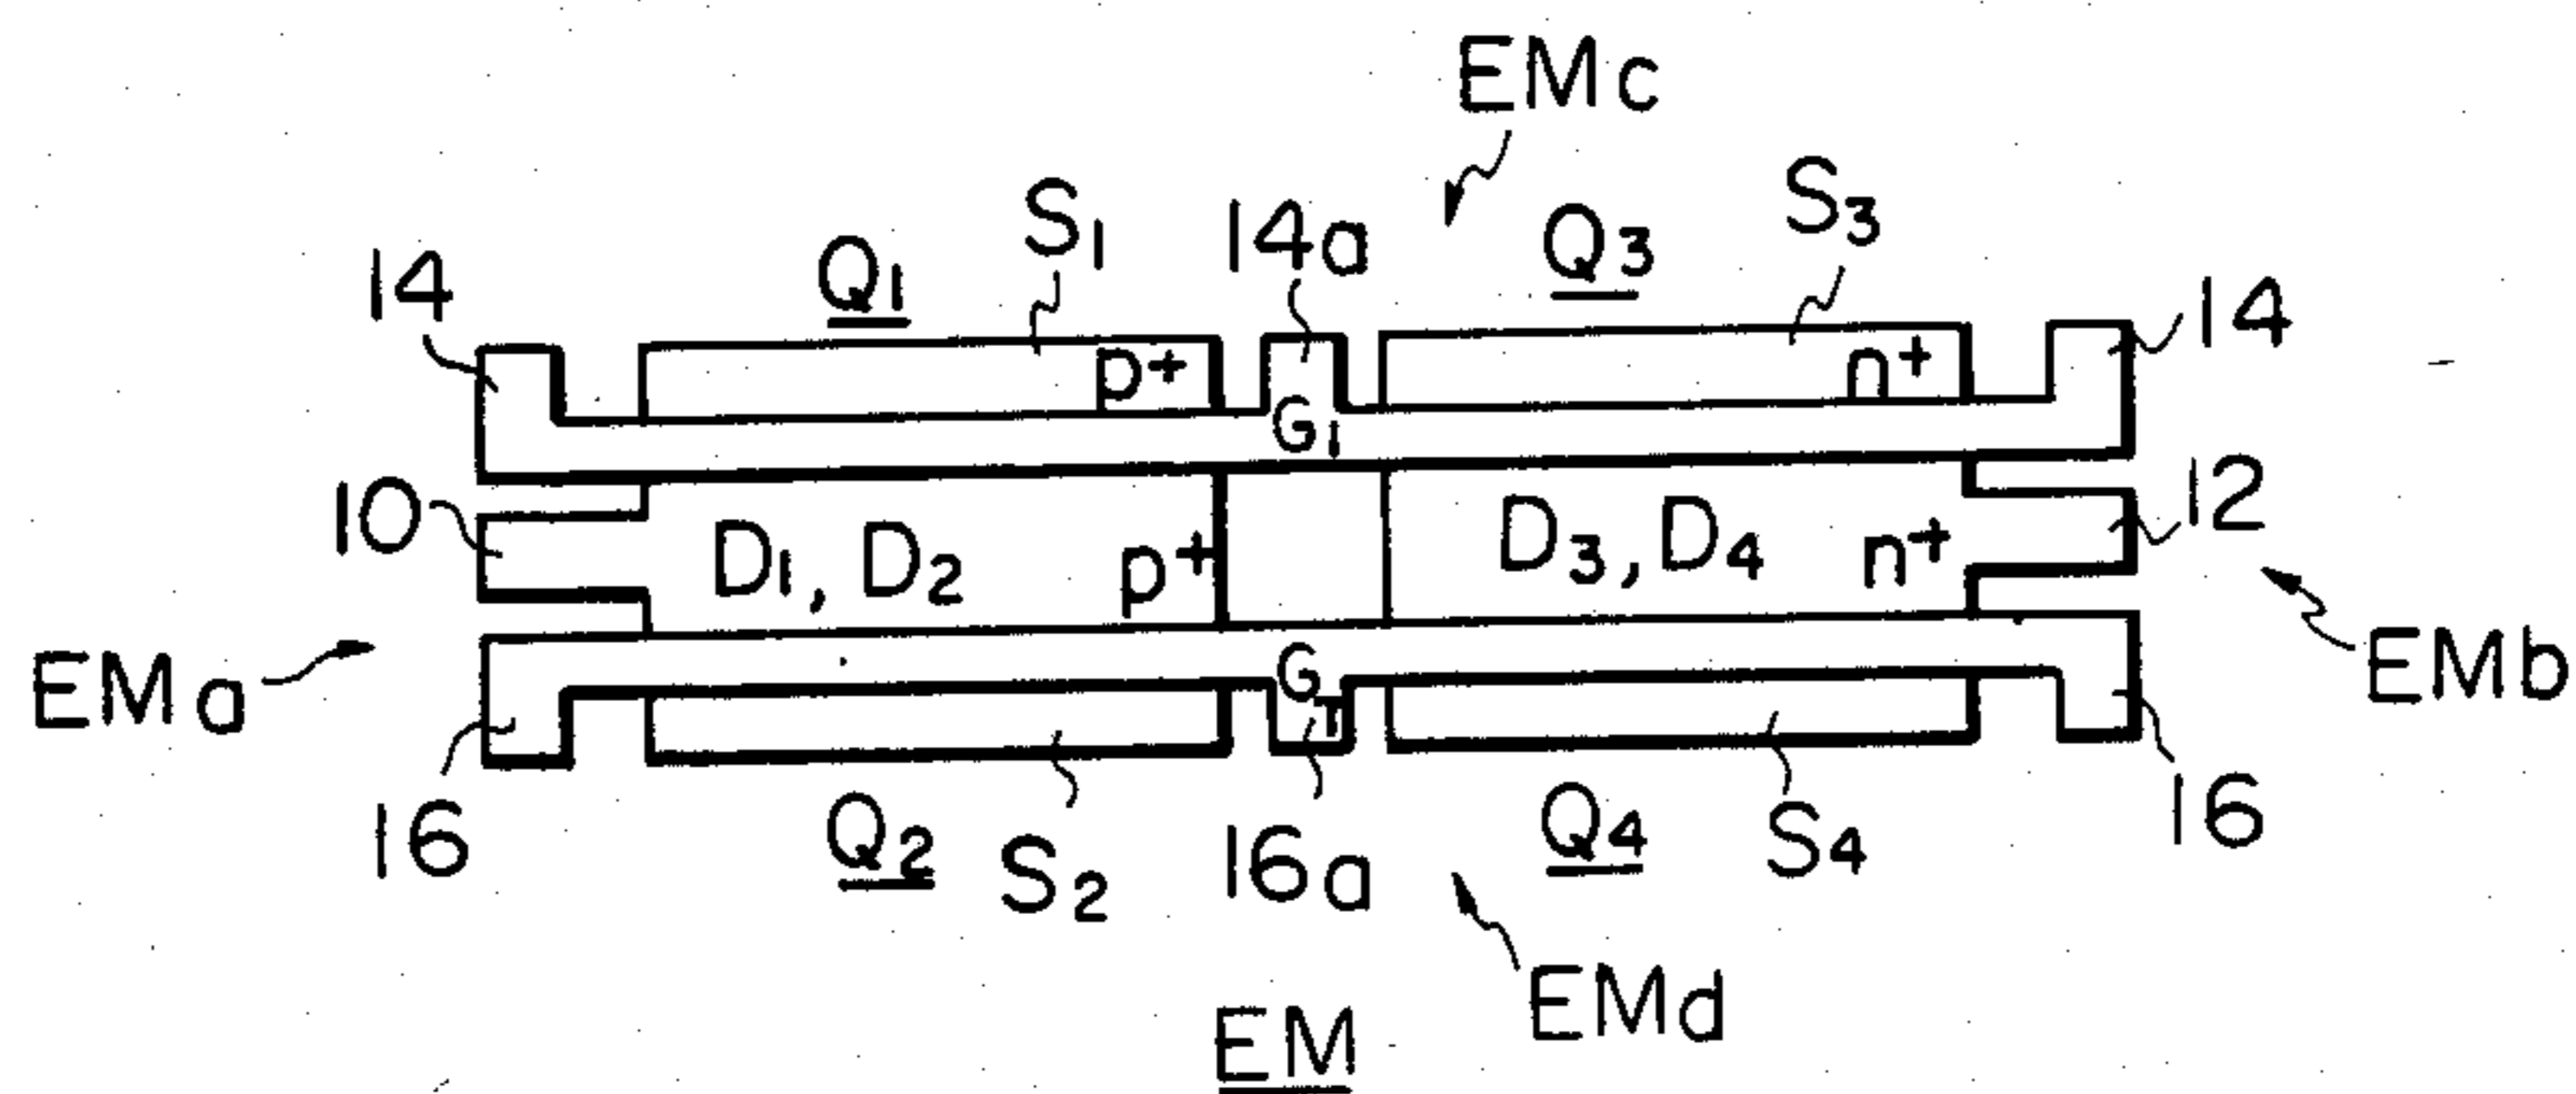 EMc
S1 14a Q3 S3
14 Q1 14
p+ n+
G1
10 D1, D2 p+ D3, D4 n+ 12
EMa G EMb
16 Q2 S2 16a Q4 S4 16
EMd
EM